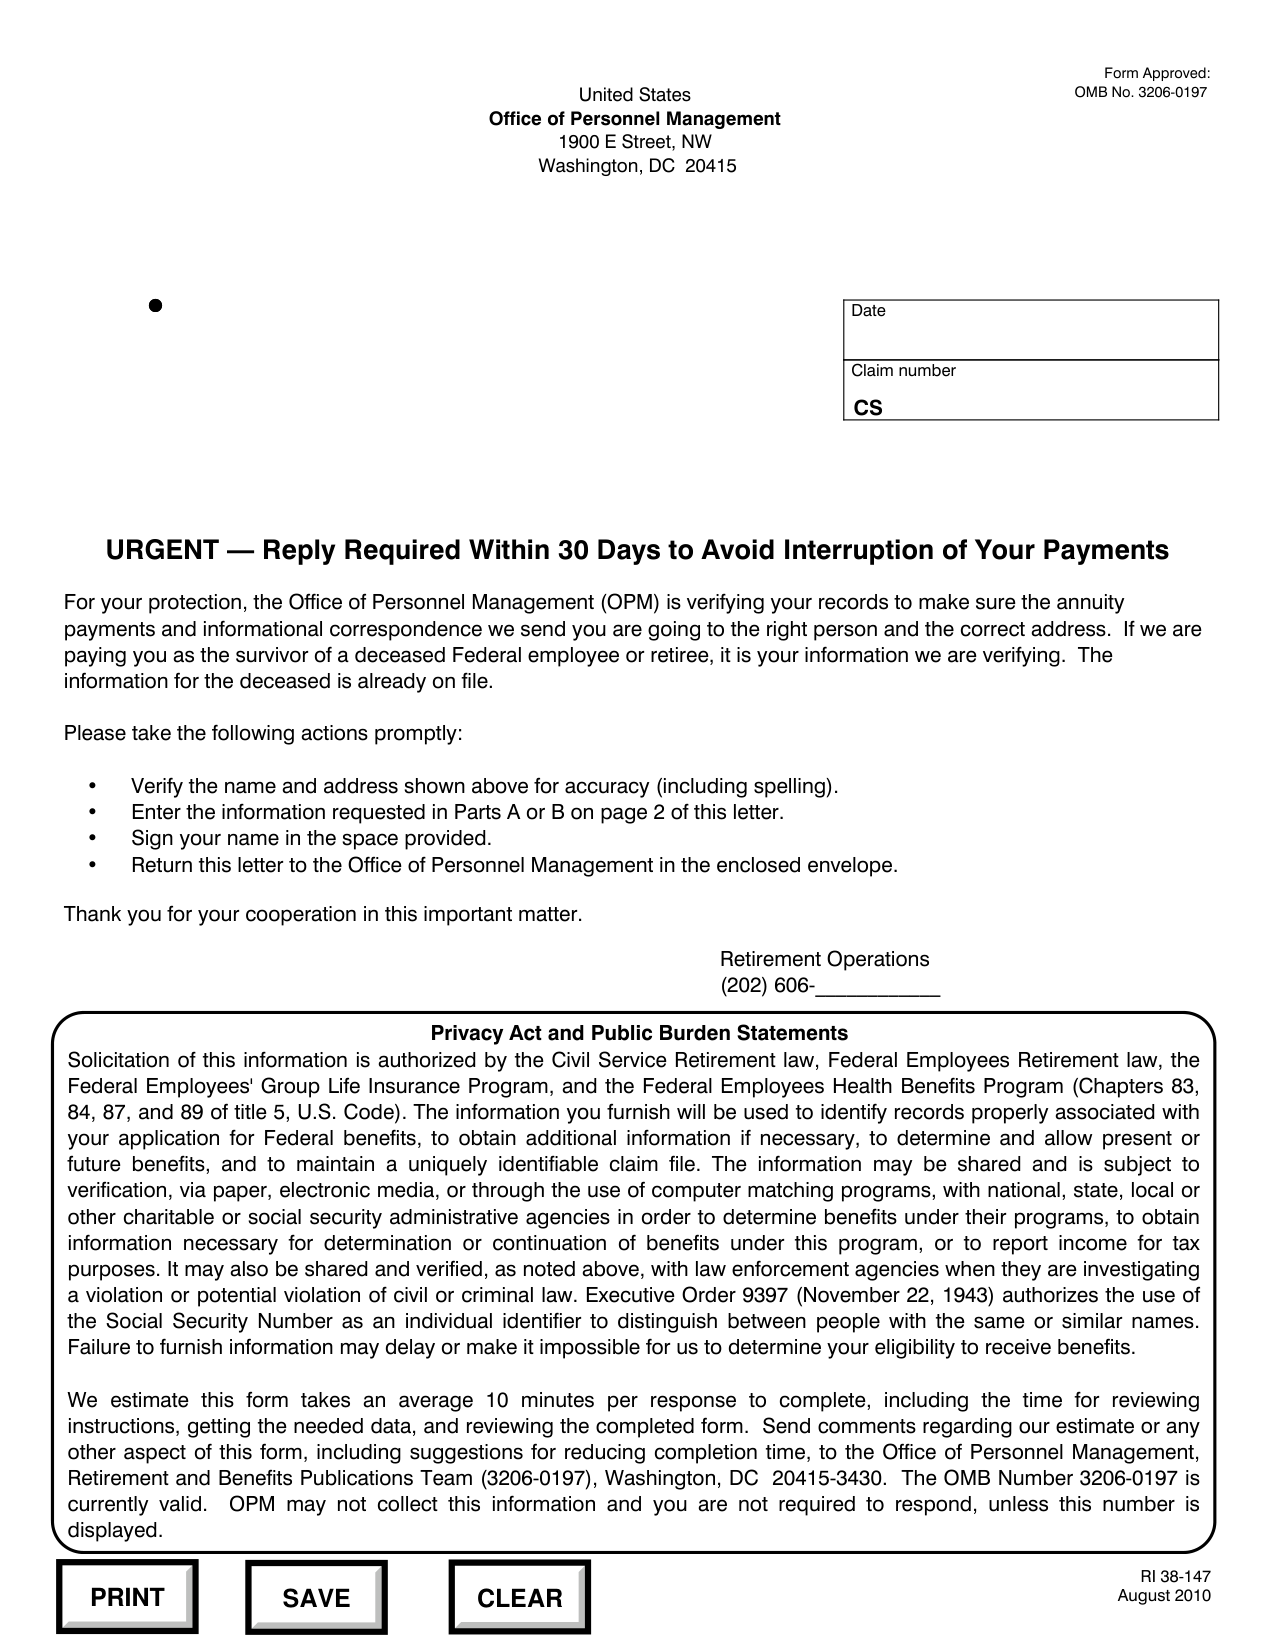 Form Approved:
OMB No. 3206-0197
United States
Office of Personnel Management
1900 E Street, NW
Washington, DC  20415
Date
Claim number
CS
URGENT — Reply Required Within 30 Days to Avoid Interruption of Your Payments
For your protection, the Office of Personnel Management (OPM) is verifying your records to make sure the annuity
payments and informational correspondence we send you are going to the right person and the correct address.  If we are
paying you as the survivor of a deceased Federal employee or retiree, it is your information we are verifying.  The
information for the deceased is already on file.
Please take the following actions promptly:
• Verify the name and address shown above for accuracy (including spelling).
• Enter the information requested in Parts A or B on page 2 of this letter.
• Sign your name in the space provided.
• Return this letter to the Office of Personnel Management in the enclosed envelope.
Thank you for your cooperation in this important matter.
Retirement Operations
(202) 606-___________
Privacy Act and Public Burden Statements
Solicitation of this information is authorized by the Civil Service Retirement law, Federal Employees Retirement law, the
Federal Employees' Group Life Insurance Program, and the Federal Employees Health Benefits Program (Chapters 83,
84, 87, and 89 of title 5, U.S. Code). The information you furnish will be used to identify records properly associated with
your application for Federal benefits, to obtain additional information if necessary, to determine and allow present or
future benefits, and to maintain a uniquely identifiable claim file. The information may be shared and is subject to
verification, via paper, electronic media, or through the use of computer matching programs, with national, state, local or
other charitable or social security administrative agencies in order to determine benefits under their programs, to obtain
information necessary for determination or continuation of benefits under this program, or to report income for tax
purposes. It may also be shared and verified, as noted above, with law enforcement agencies when they are investigating
a violation or potential violation of civil or criminal law. Executive Order 9397 (November 22, 1943) authorizes the use of
the Social Security Number as an individual identifier to distinguish between people with the same or similar names.
Failure to furnish information may delay or make it impossible for us to determine your eligibility to receive benefits.
We estimate this form takes an average 10 minutes per response to complete, including the time for reviewing
instructions, getting the needed data, and reviewing the completed form.  Send comments regarding our estimate or any
other aspect of this form, including suggestions for reducing completion time, to the Office of Personnel Management,
Retirement and Benefits Publications Team (3206-0197), Washington, DC  20415-3430.  The OMB Number 3206-0197 is
currently valid.  OPM may not collect this information and you are not required to respond, unless this number is
displayed.
PRINT
SAVE
CLEAR
RI 38-147
August 2010